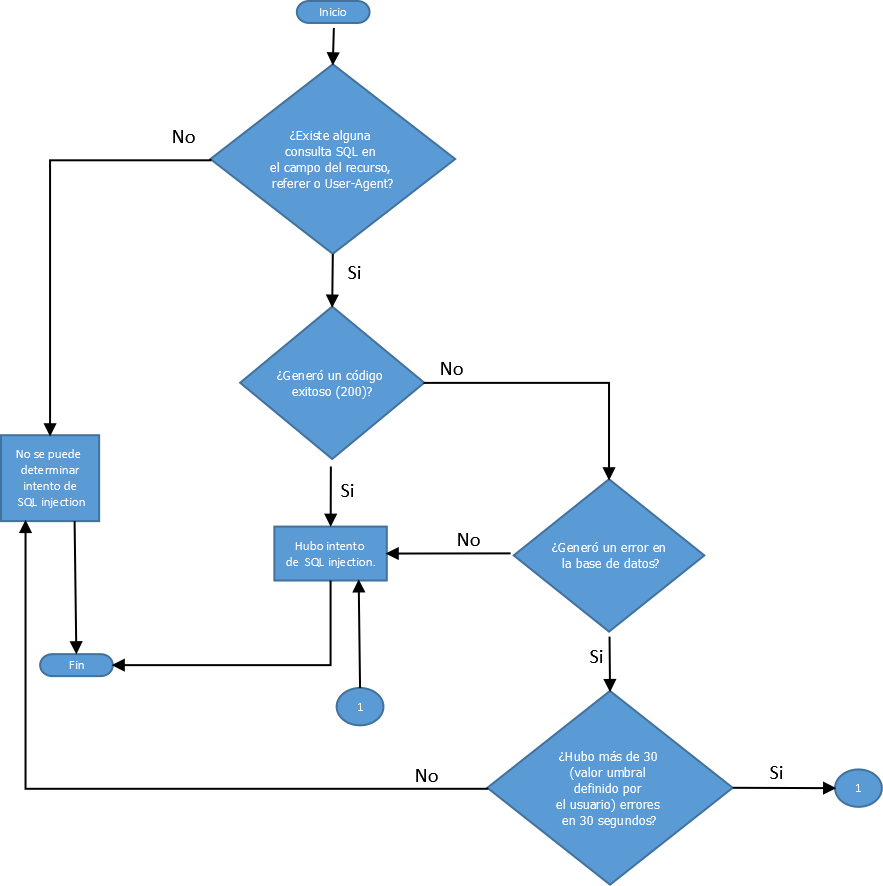 Inicio
No
¿Existe alguna
consulta SQL en
el campo del recurso,
referer o User-Agent?
Si
¿Generó un código
exitoso (200)?
No
No se puede
determinar
intento de
SQL injection
Si
Hubo intento
de SQL injection.
No
¿Generó un error en
la base de datos?
Si
Fin
1
No
¿Hubo más de 30
(valor umbral
definido por
el usuario) errores
en 30 segundos?
Si
1